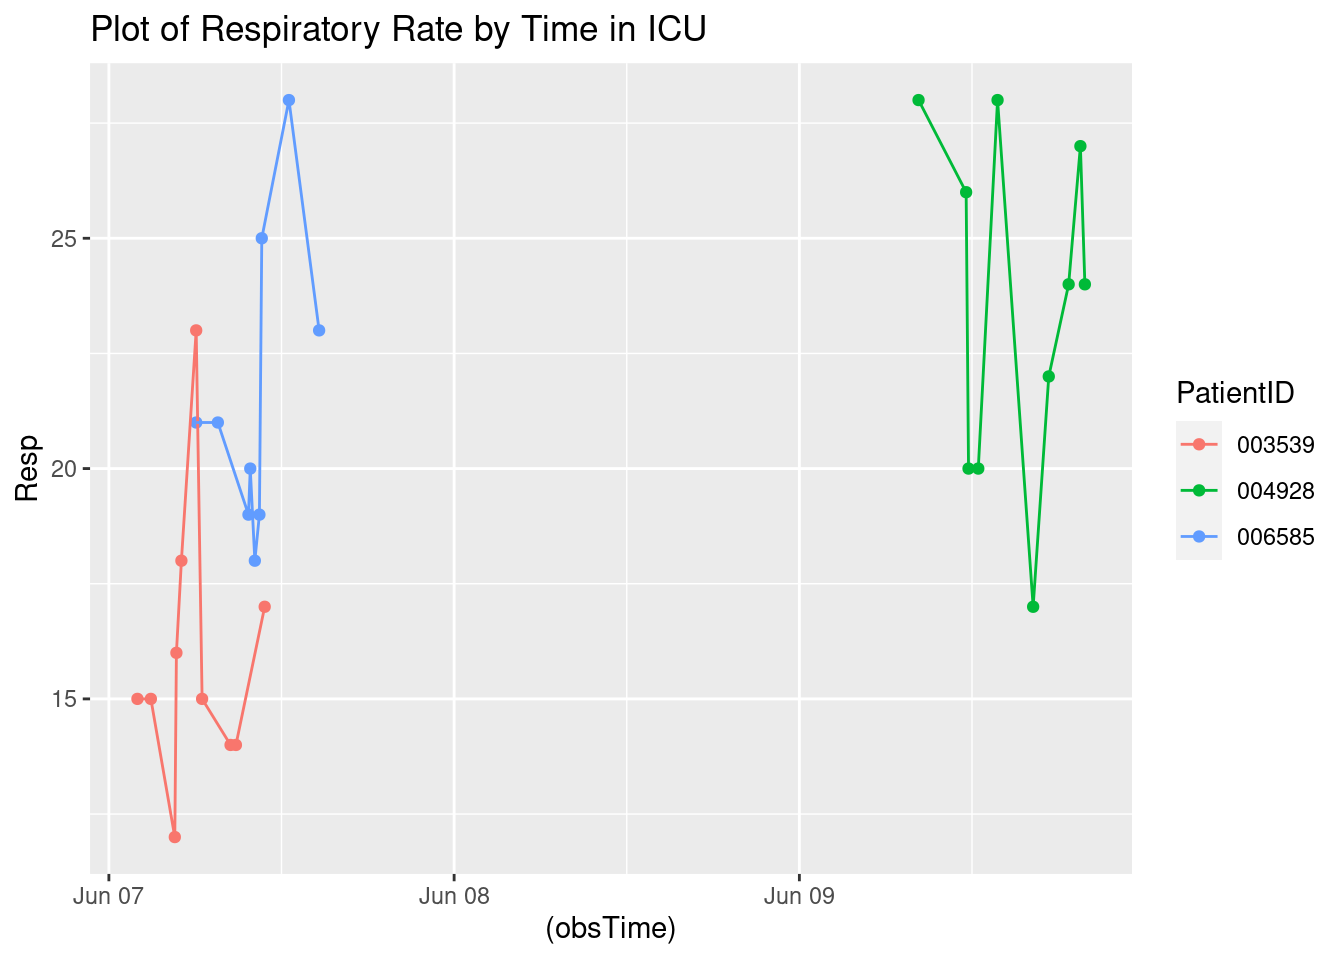 Plot of Respiratory Rate by Time in ICU
25
20
15
Resp
Jun 07
Jun 08
Jun 09
(obsTime)
PatientID
003539
004928
006585